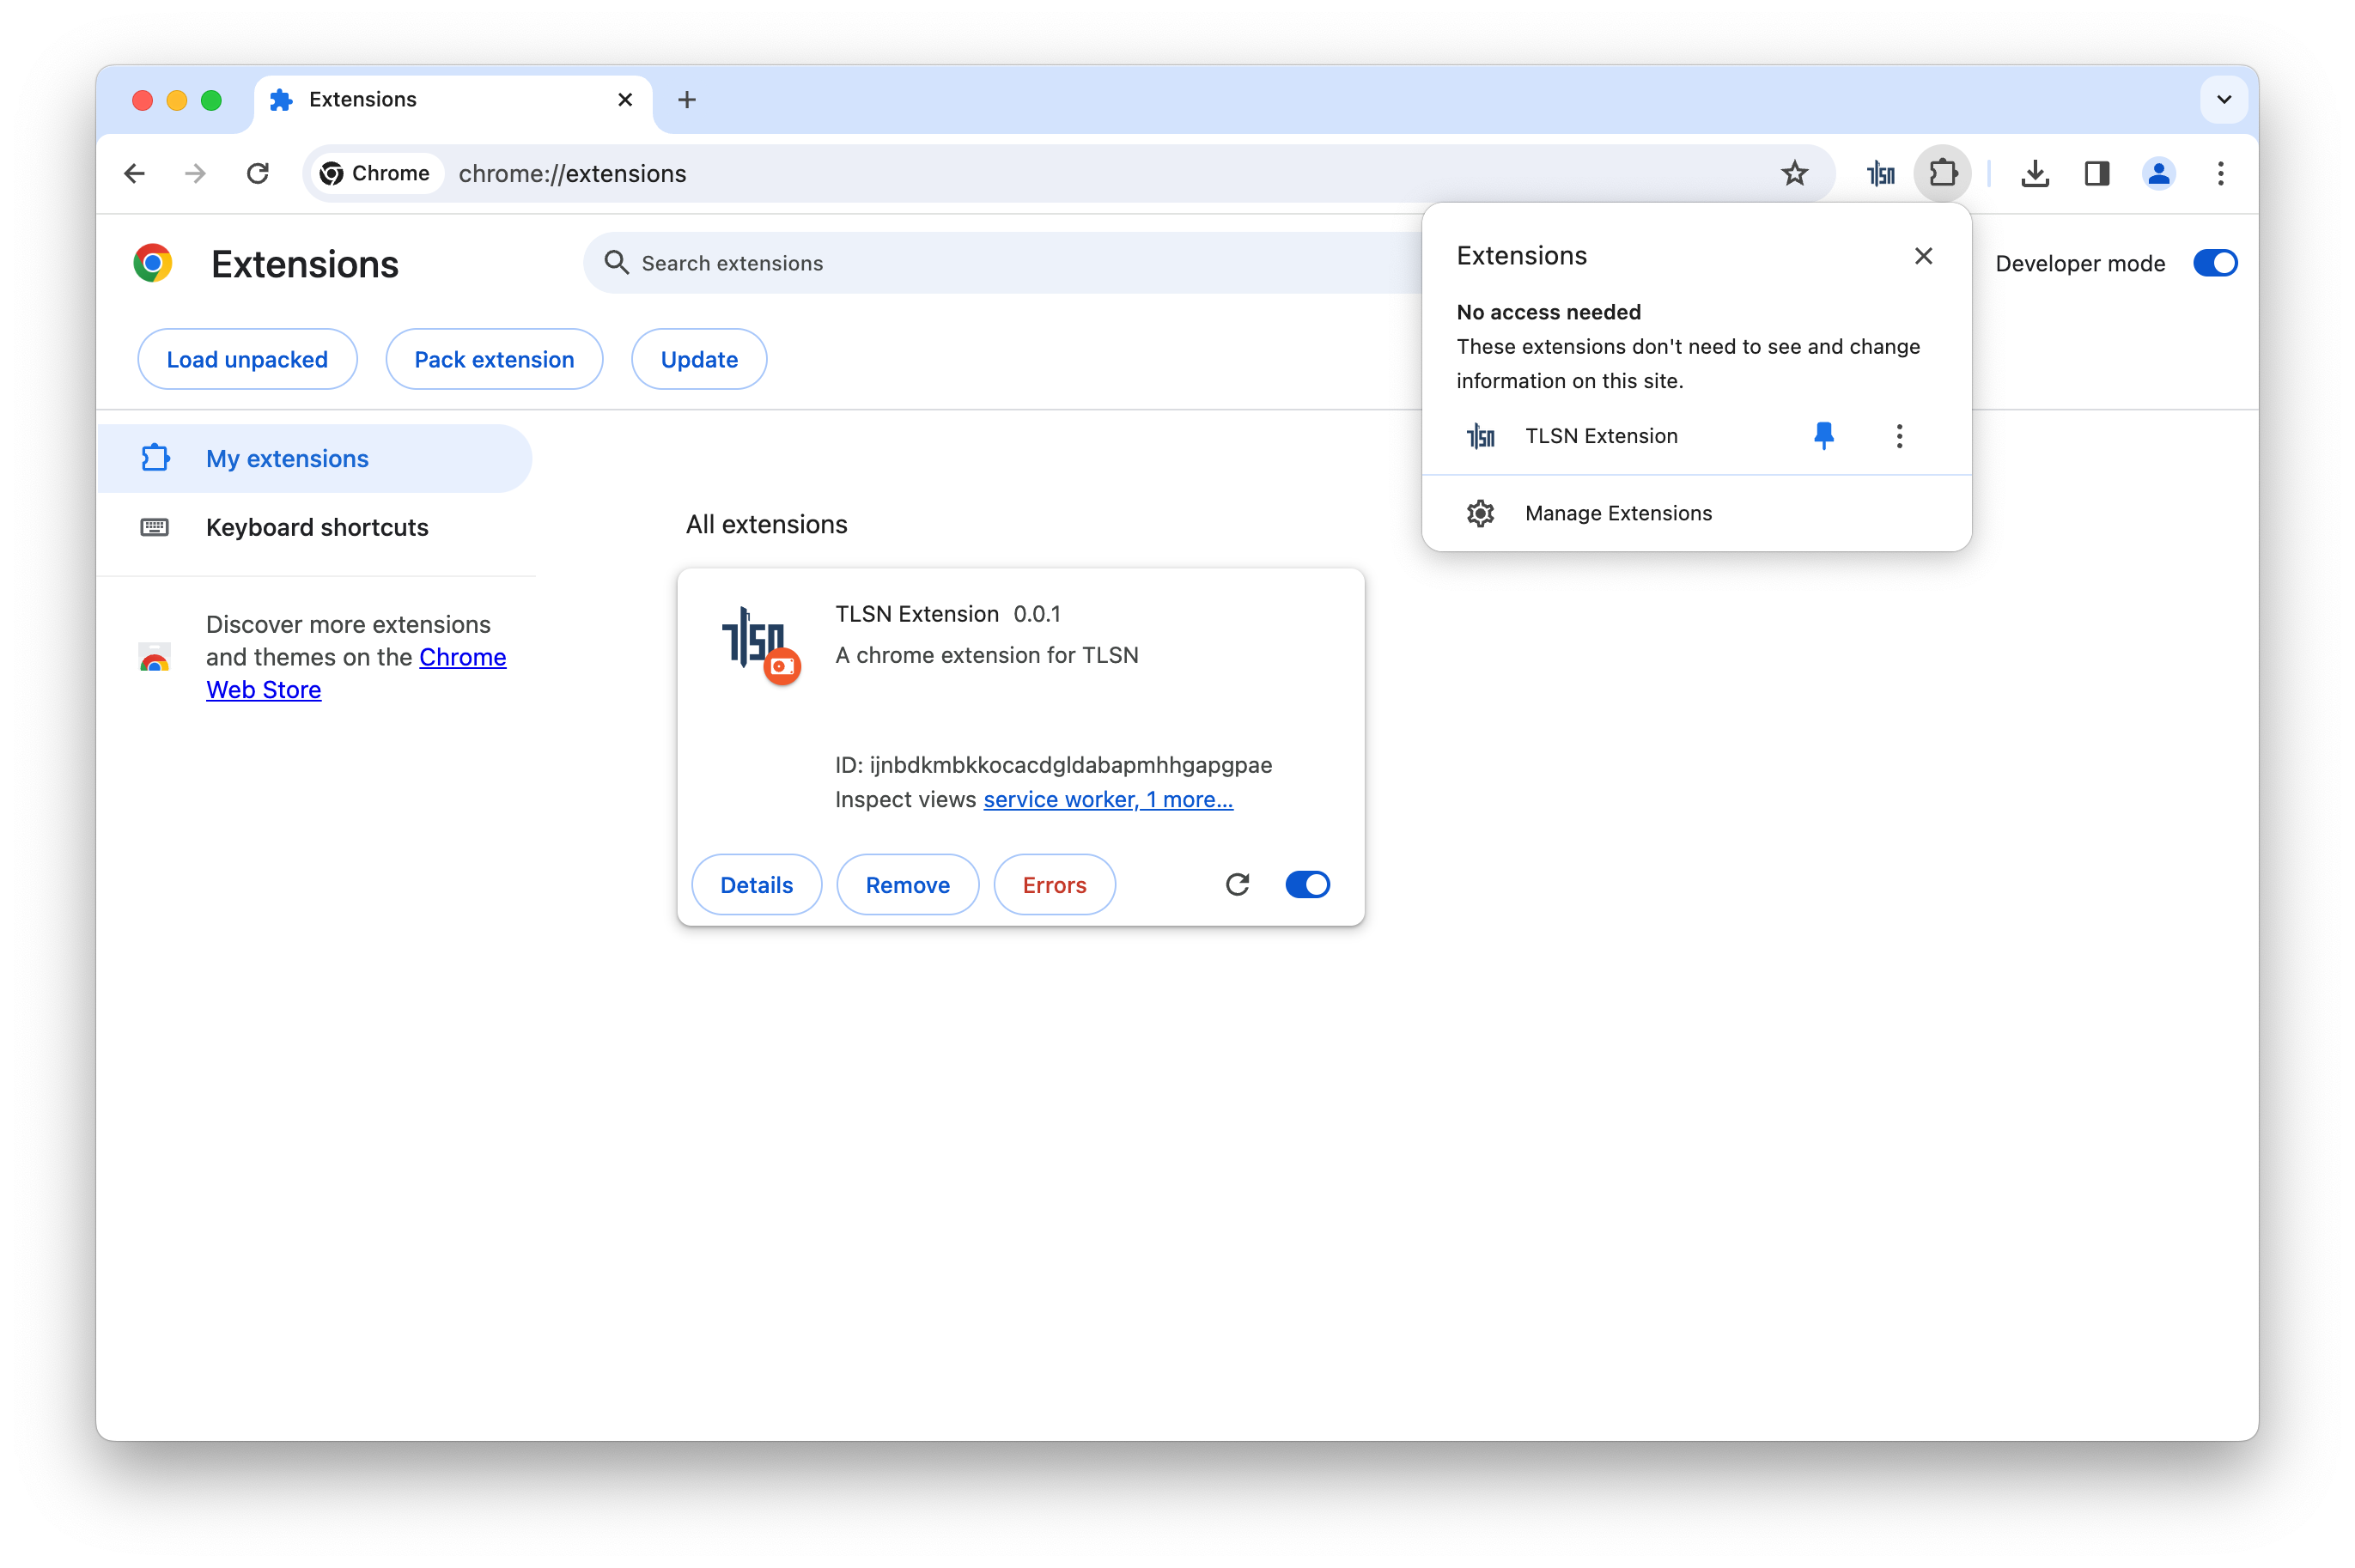 Extensions
Chrome
chrome://extensions
Extensions
Search extensions
Developer mode
Load unpacked
Pack extension
Update
Extensions
No access needed
These extensions don't need to see and change
information on this site.
TLSN Extension
Manage Extensions
My extensions
Keyboard shortcuts
Discover more extensions
and themes on the Chrome
Web Store
All extensions
tlsn
TLSN Extension 0.0.1
A chrome extension for TLSN
ID: ijnbdkmbkkocacdgldabapmhhgapgpae
Inspect views service worker, 1 more...
Details
Remove
Errors